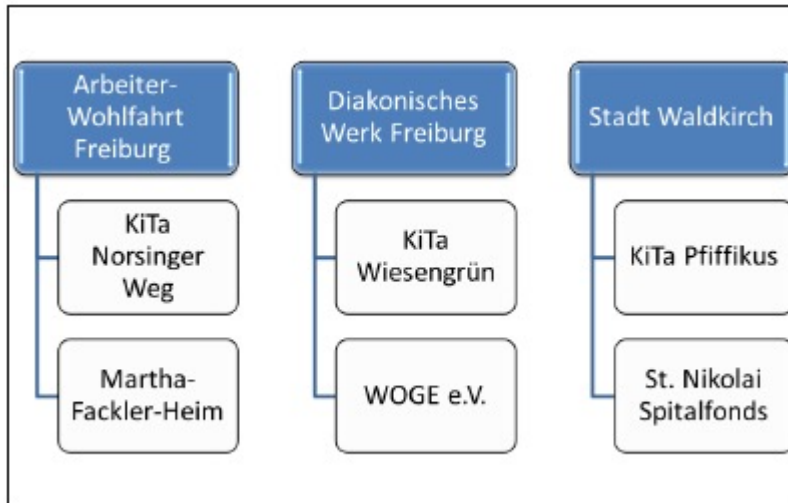 Arbeiter-
Wohlfahrt
Freiburg
KiTa
Norsinger
Weg
Martha-
Fackler-Heim
Diakonisches
Werk Freiburg
KiTa
Wiesengrün
WOGE e.V.
Stadt Waldkirch
KiTa Pfiffikus
St. Nikolai
Spitalfonds